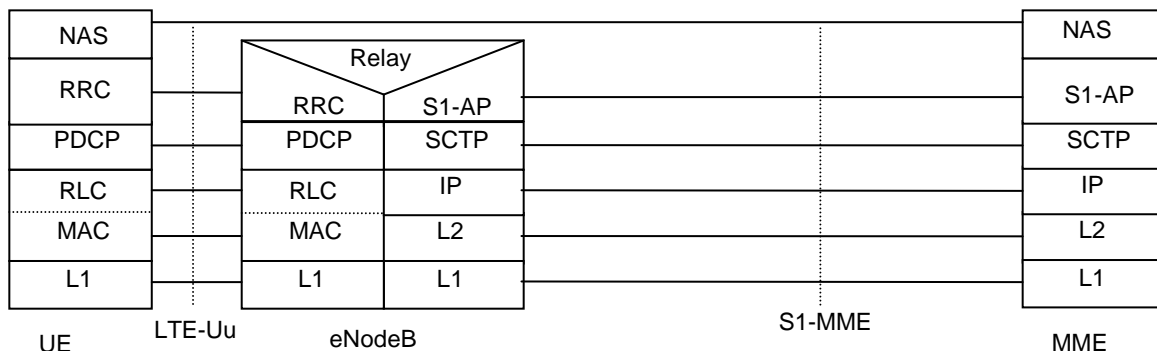 NAS
NAS
Relay
RRC
RRC
S1-AP
S1-AP
PDCP
PDCP
SCTP
SCTP
RLC
RLC
IP
IP
MAC
MAC
L2
L2
L1
L1
L1
L1
UE
LTE-Uu
eNodeB
S1-MME
MME